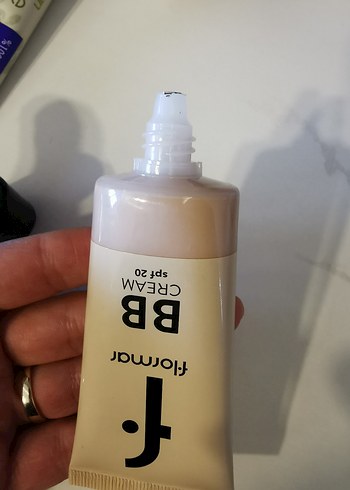 f.
flormar
BB
CREAM
spf 20